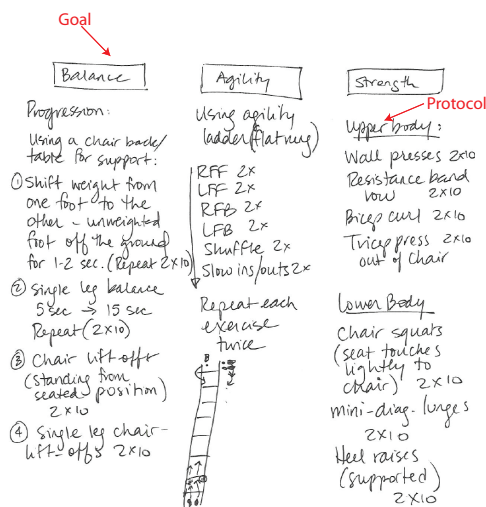 Goal
Balance
Progression:
Using a chair back/
table for support:
① Shift weight from
one foot to the
other - unweighted
foot off the ground
for 1-2 sec. (Repeat 2x10)
② Single leg balance
5 sec → 15 sec
Repeat (2x10)
③ Chair lift offs
(standing from
seated position)
2x10
④ Single leg chair-
lift-offs 2x10
Agility
Using agility
ladder (flat rung)
RFF 2x
LFF 2x
RFB 2x
LFB 2x
Shuffle 2x
Slow ins/outs 2x
Repeat each
exercise
twice
Strength
Protocol
Upper body:
Wall presses 2x10
Resistance band
row 2x10
Bicep curl 2x10
Tricep press 2x10
out of chair
Lower Body
Chair squats
(seat touches
lightly to
chair) 2x10
mini-diag. lunges
2x10
Heel raises
(supported)
2x10